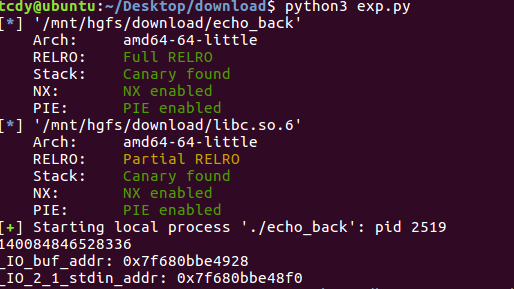 tcdy@ubuntu:~/Desktop/download$ python3 exp.py
[*] '/mnt/hgfs/download/echo_back'
    Arch:     amd64-64-little
    RELRO:    Full RELRO
    Stack:    Canary found
    NX:       NX enabled
    PIE:      PIE enabled
[*] '/mnt/hgfs/download/libc.so.6'
    Arch:     amd64-64-little
    RELRO:    Partial RELRO
    Stack:    Canary found
    NX:       NX enabled
    PIE:      PIE enabled
[+] Starting local process './echo_back': pid 2519
140084846528336
_IO_buf_addr: 0x7f680bbe4928
_IO_2_1_stdin_addr: 0x7f680bbe48f0